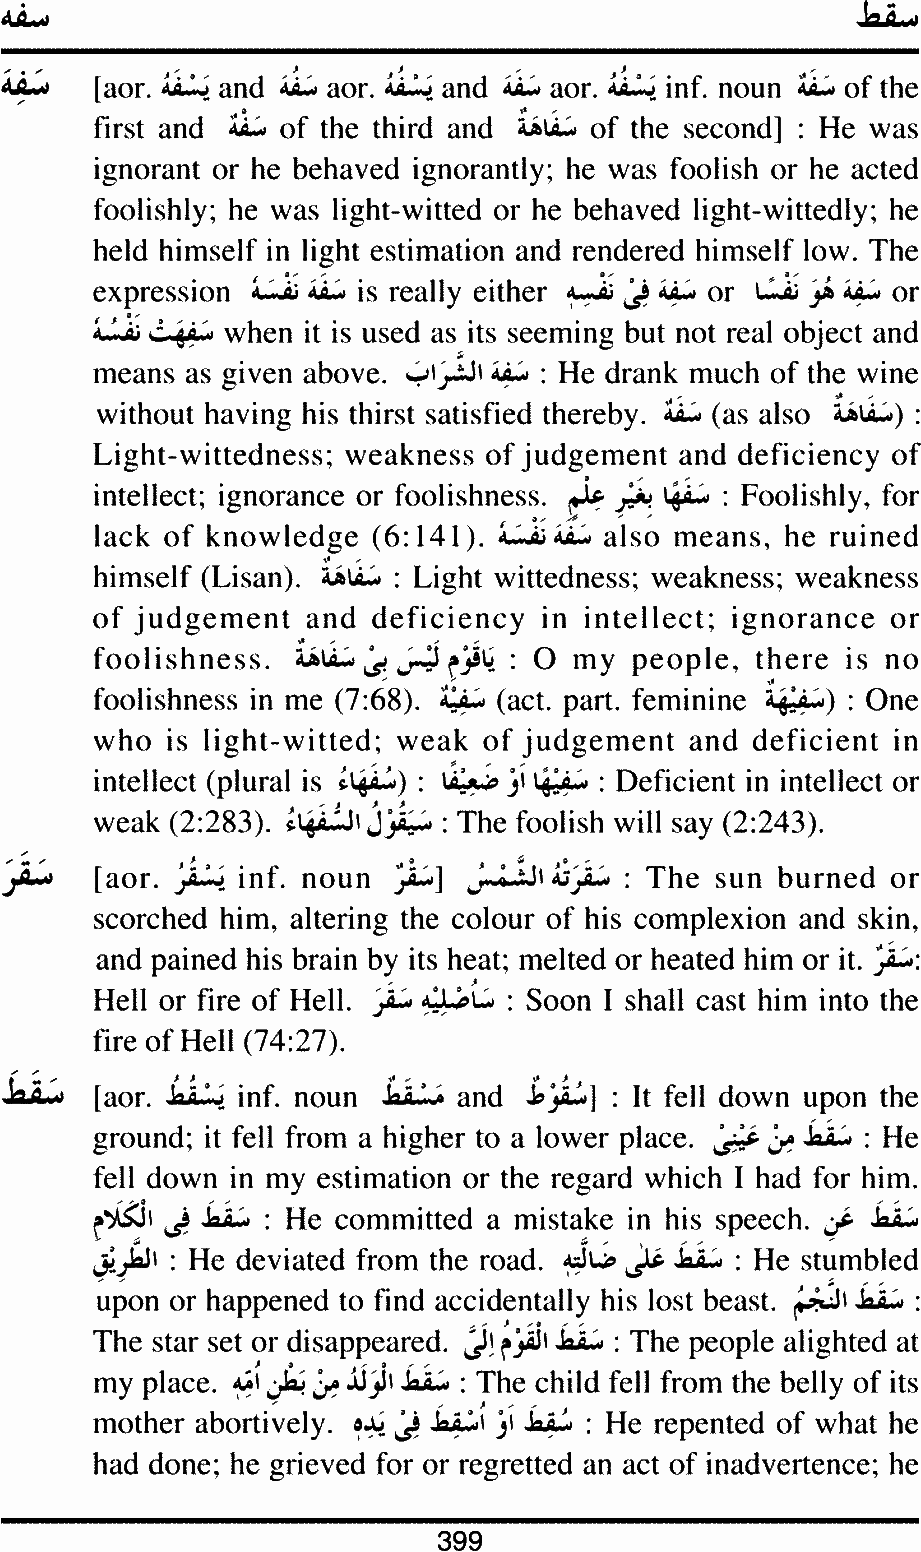 سفه سقط
سَفِهَ [aor. يَسْفَهُ and سَفُهَ aor. يَسْفُهُ and سَفَهَ aor. يَسْفُهُ inf. noun سَفَهٌ of the
first and سَفْهٌ of the third and سَفَاهَةٌ of the second] : He was
ignorant or he behaved ignorantly; he was foolish or he acted
foolishly; he was light-witted or he behaved light-wittedly; he
held himself in light estimation and rendered himself low. The
expression سَفِهَ نَفْسَهُ is really either سَفِهَ فِىْ نَفْسِهٖ or سَفِهَ هُوَ نَفْسًا or
سَفِهَتْ نَفْسُهُ when it is used as its seeming but not real object and
means as given above. سَفِهَ الشَّرَابَ : He drank much of the wine
without having his thirst satisfied thereby. سَفَهٌ (as also سَفَاهَةٌ) :
Light-wittedness; weakness of judgement and deficiency of
intellect; ignorance or foolishness. سَفَهًا بِغَيْرِ عِلْمٍ : Foolishly, for
lack of knowledge (6:141). سَفَّهَ نَفْسَهُ also means, he ruined
himself (Lisan). سَفَاهَةٌ : Light wittedness; weakness; weakness
of judgement and deficiency in intellect; ignorance or
foolishness. يَاقَوْمِ لَيْسَ بِىْ سَفَاهَةٌ : O my people, there is no
foolishness in me (7:68). سَفِيْهٌ (act. part. feminine سَفِيْهَةٌ) : One
who is light-witted; weak of judgement and deficient in
intellect (plural is سُفَهَاءُ) : سَفِيْهًا اَوْ ضَعِيْفًا : Deficient in intellect or
weak (2:283). سَيَقُوْلُ السُّفَهَاءُ : The foolish will say (2:243).
سَقَرَ [aor. يَسْقُرُ inf. noun سَقْرٌ] سَقَرَتْهُ الشَّمْسُ : The sun burned or
scorched him, altering the colour of his complexion and skin,
and pained his brain by its heat; melted or heated him or it. سَقَرُ:
Hell or fire of Hell. سَاُصْلِيْهِ سَقَرَ : Soon I shall cast him into the
fire of Hell (74:27).
سَقَطَ [aor. يَسْقُطُ inf. noun مَسْقَطٌ and سُقُوْطٌ] : It fell down upon the
ground; it fell from a higher to a lower place. سَقَطَ مِنْ عَيْنِىْ : He
fell down in my estimation or the regard which I had for him.
سَقَطَ فِى الْكَلَامِ : He committed a mistake in his speech. سَقَطَ عَنِ
الطَّرِيْقِ : He deviated from the road. سَقَطَ عَلٰى ضَالَّتِهٖ : He stumbled
upon or happened to find accidentally his lost beast. سَقَطَ النَّجْمُ :
The star set or disappeared. سَقَطَ الْقَوْمُ اِلَىَّ : The people alighted at
my place. سَقَطَ الْوَلَدُ مِنْ بَطْنِ اُمِّهٖ : The child fell from the belly of its
mother abortively. سُقِطَ اَوْ اُسْقِطَ فِىْ يَدِهٖ : He repented of what he
had done; he grieved for or regretted an act of inadvertence; he
399